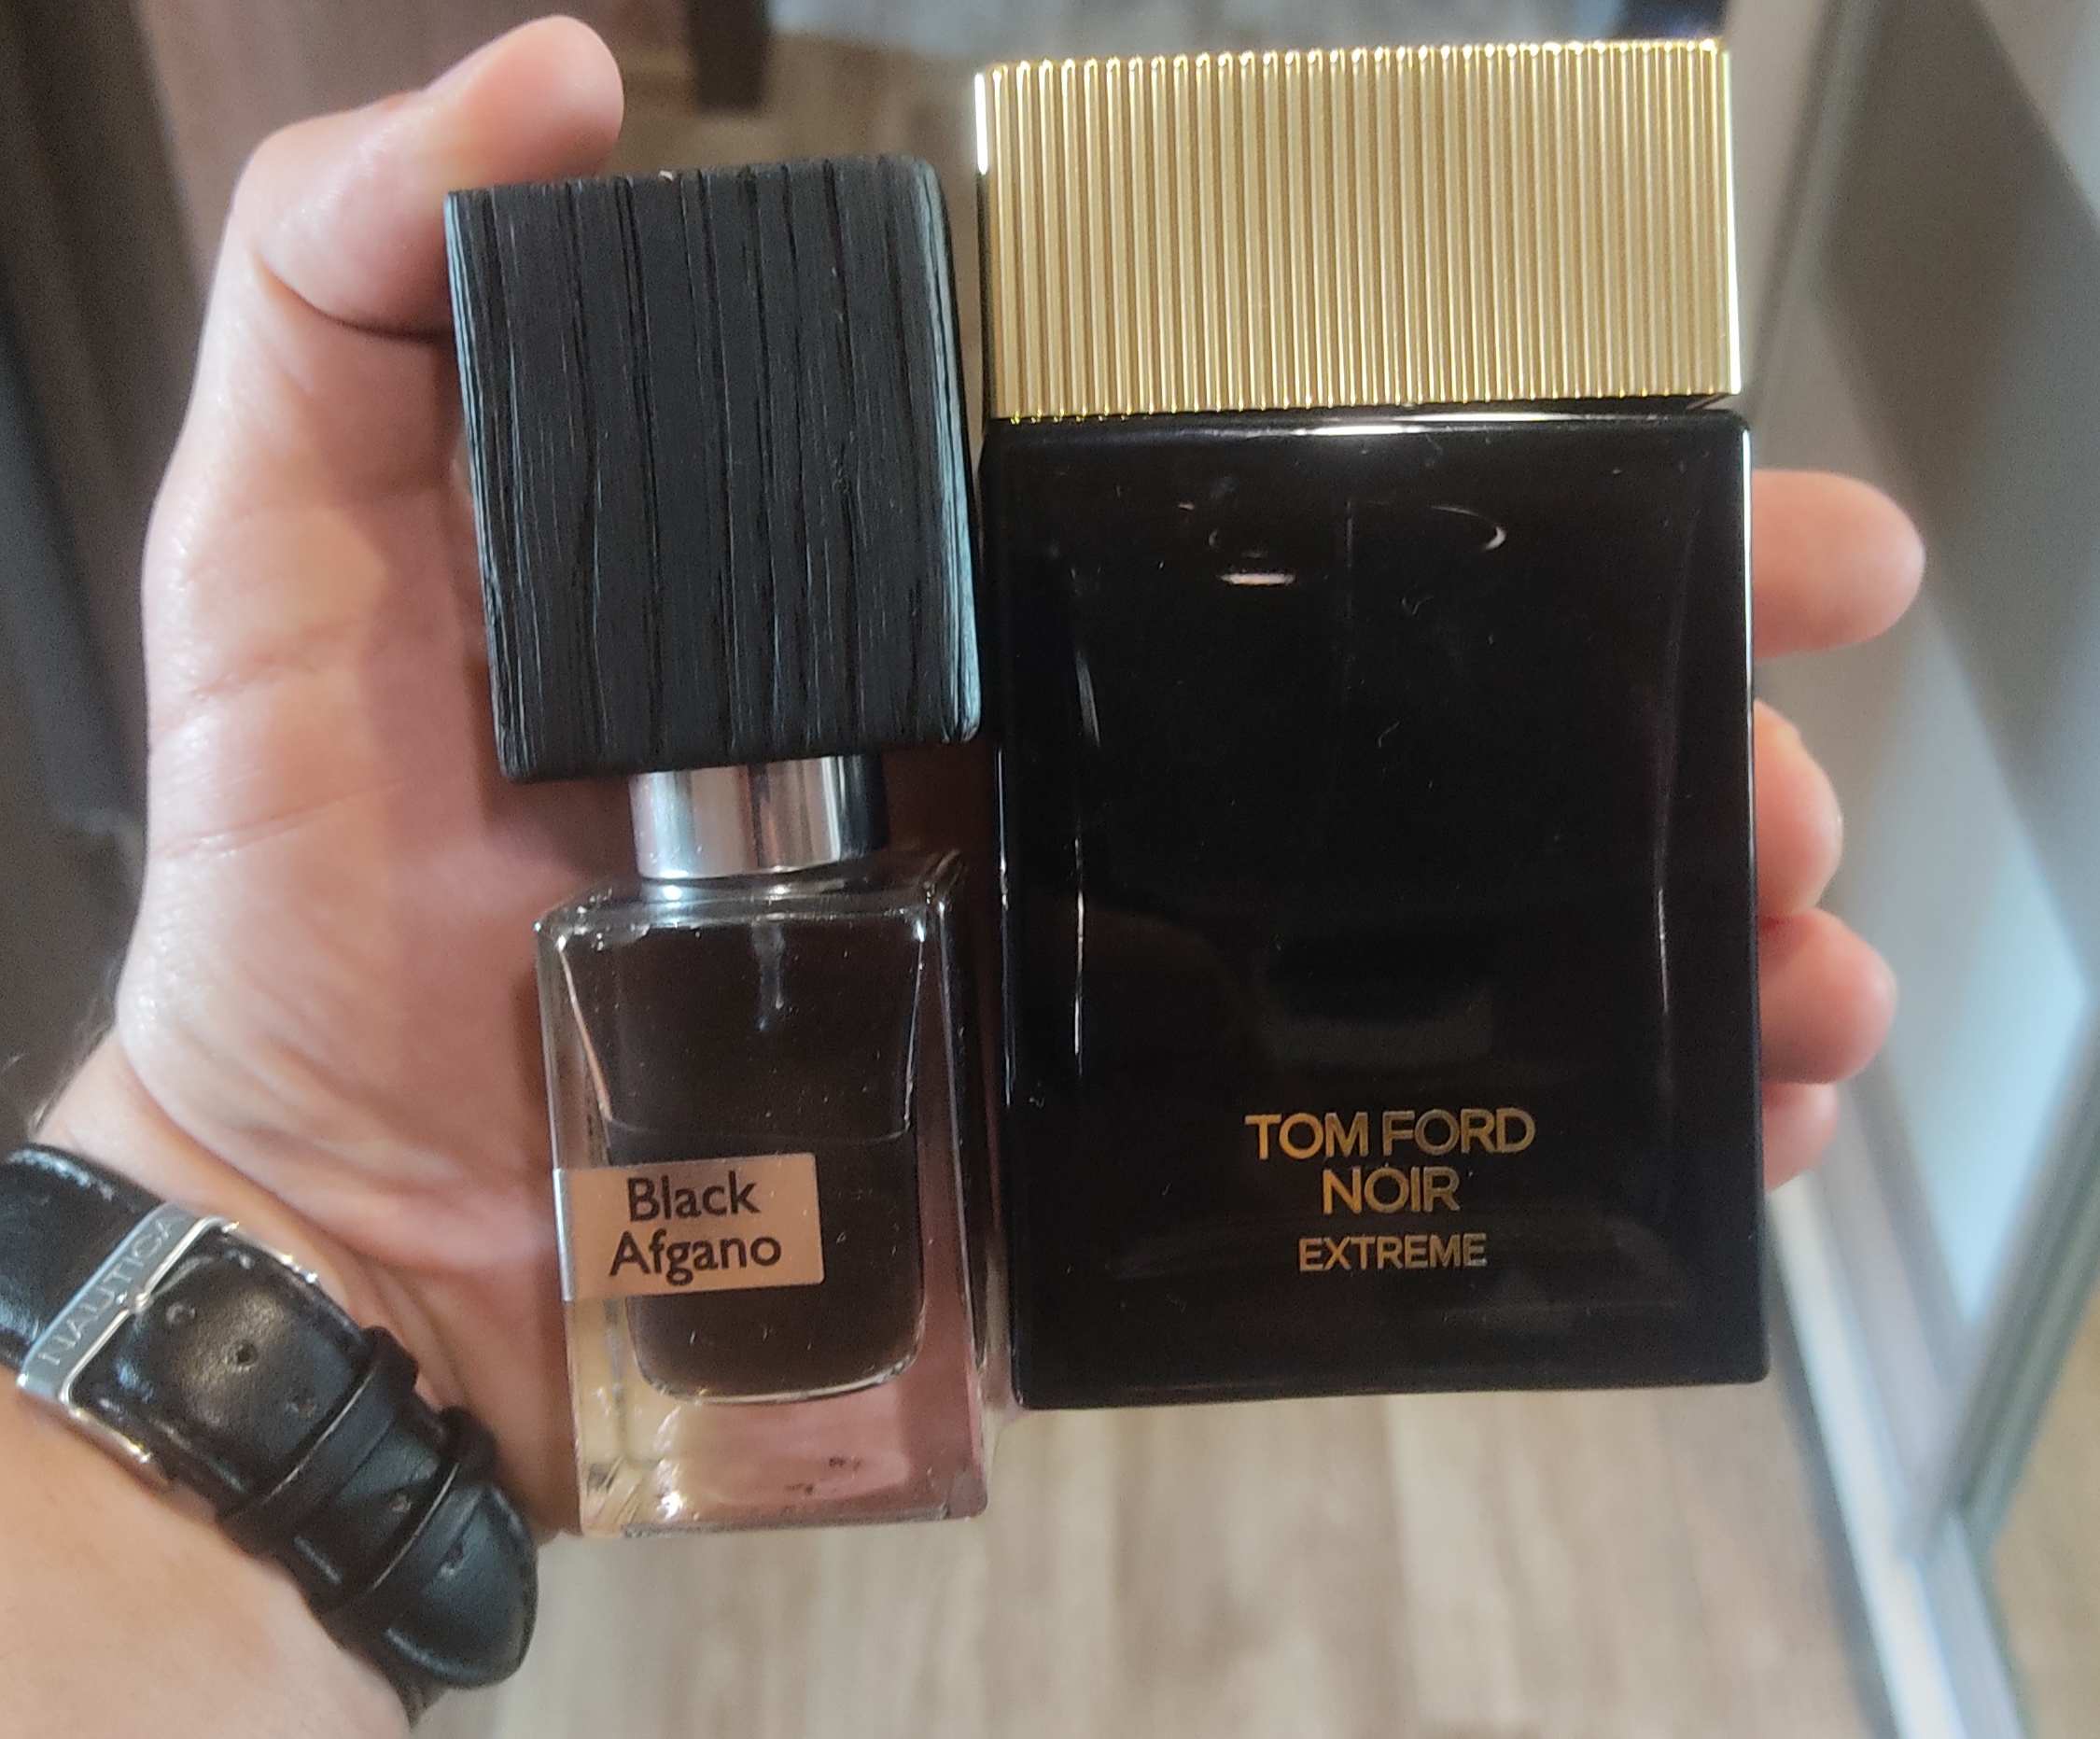 Black
Afgano
TOM FORD
NOIR
EXTREME
NAUTICA